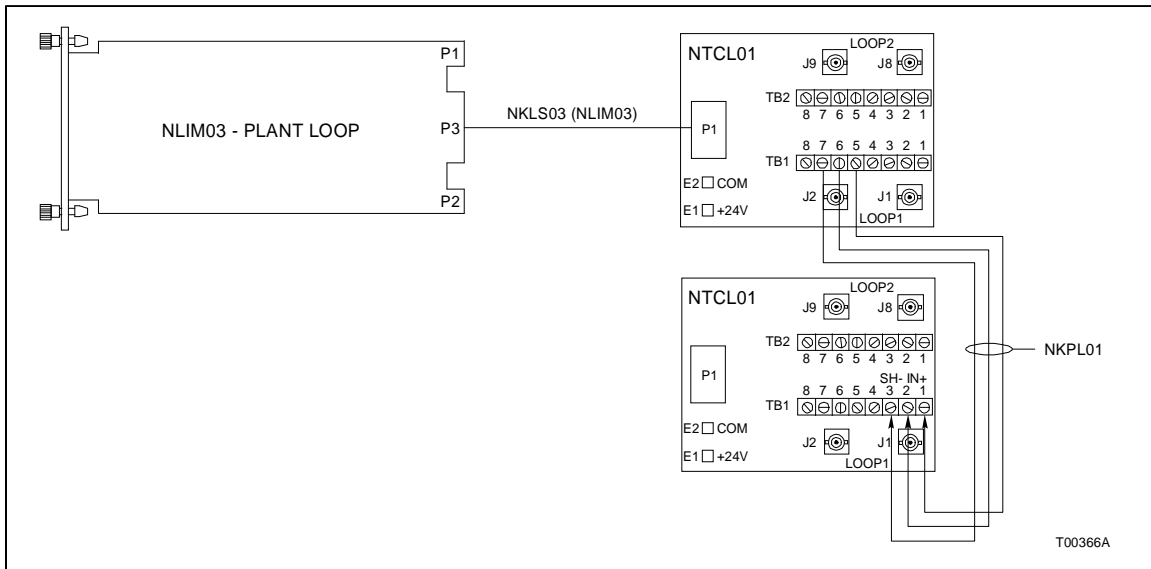 P1
NLIM03 - PLANT LOOP
P3
P2
NKLS03 (NLIM03)
NTCL01
LOOP2
J9
J8
TB2
8 7 6 5 4 3 2 1
P1
8 7 6 5 4 3 2 1
TB1
E2 COM
J2
J1
E1 +24V
LOOP1
NTCL01
LOOP2
J9
J8
TB2
8 7 6 5 4 3 2 1
P1
SH- IN+
8 7 6 5 4 3 2 1
TB1
E2 COM
J2
J1
E1 +24V
LOOP1
NKPL01
T00366A